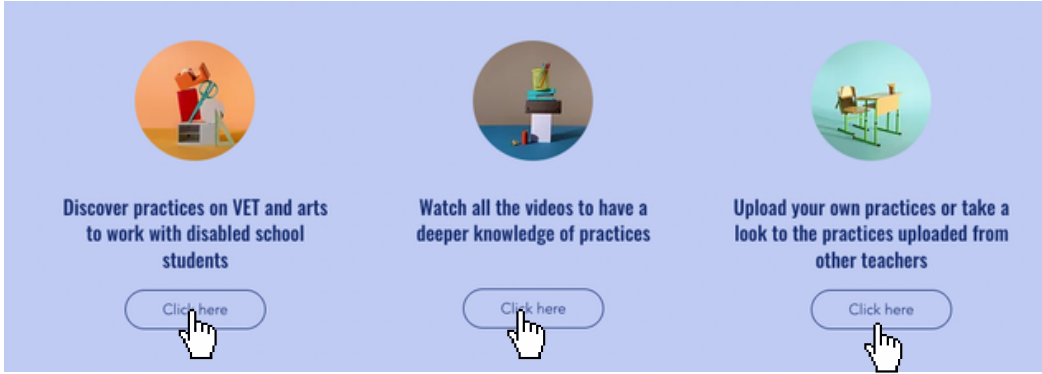 Discover practices on VET and arts
to work with disabled school
students
Click here
Watch all the videos to have a
deeper knowledge of practices
Click here
Upload your own practices or take a
look to the practices uploaded from
other teachers
Click here